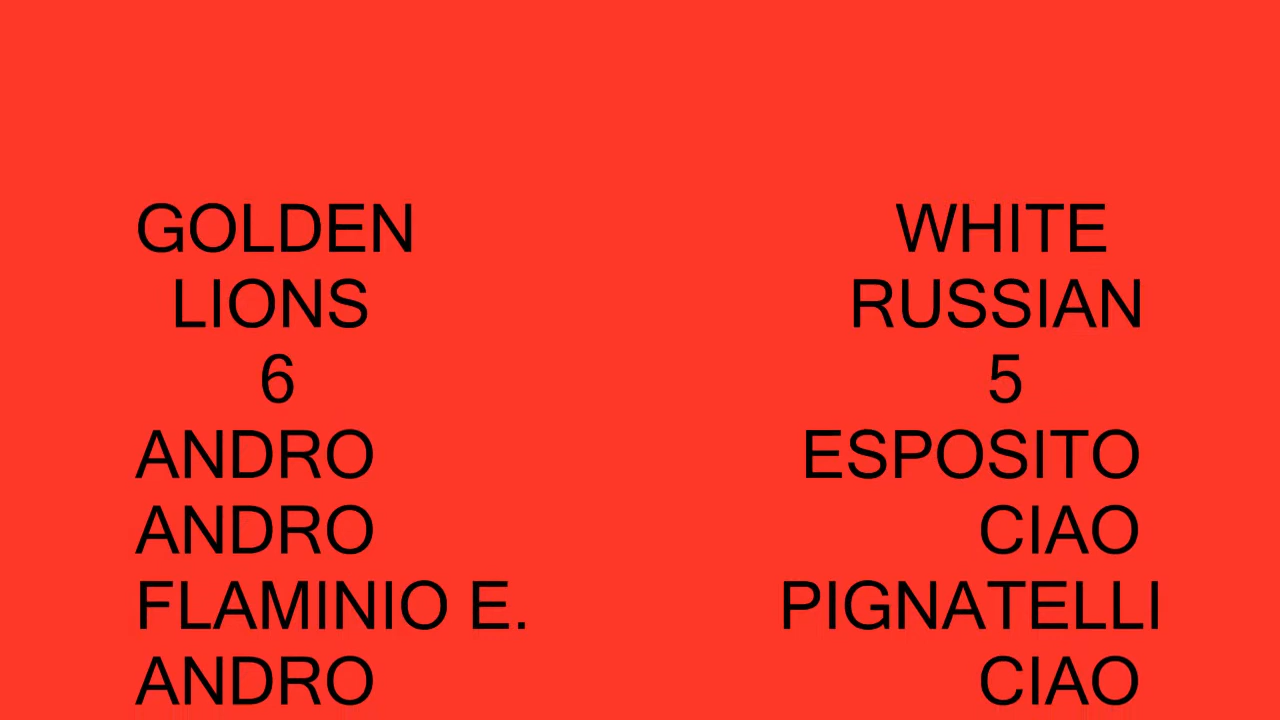 GOLDEN
LIONS
6
ANDRO
ANDRO
FLAMINIO E.
ANDRO
WHITE
RUSSIAN
5
ESPOSITO
CIAO
PIGNATELLI
CIAO